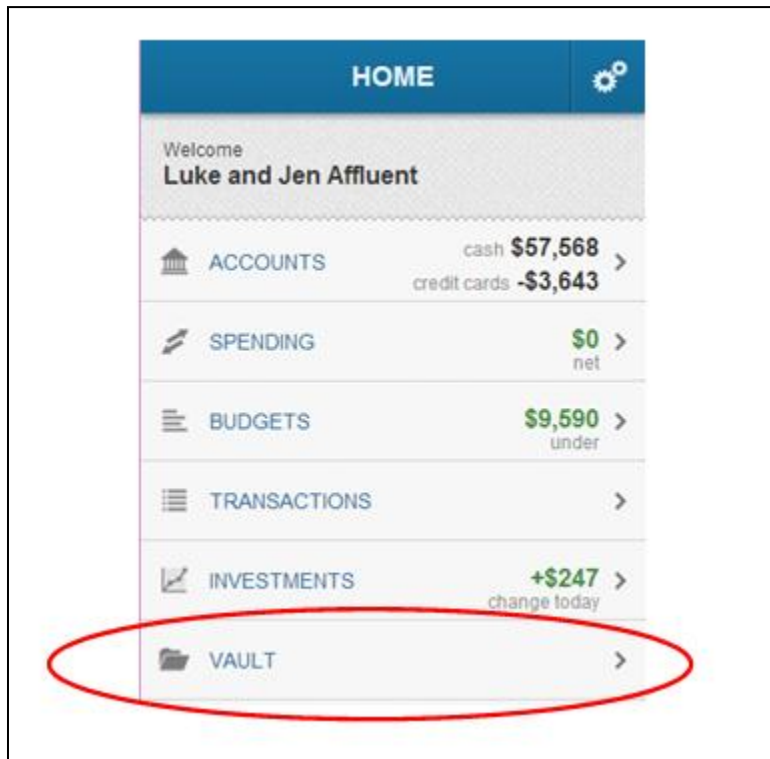 HOME
Welcome
Luke and Jen Affluent
ACCOUNTS cash $57,568
credit cards -$3,643
SPENDING $0
net
BUDGETS $9,590
under
TRANSACTIONS
INVESTMENTS +$247
change today
VAULT